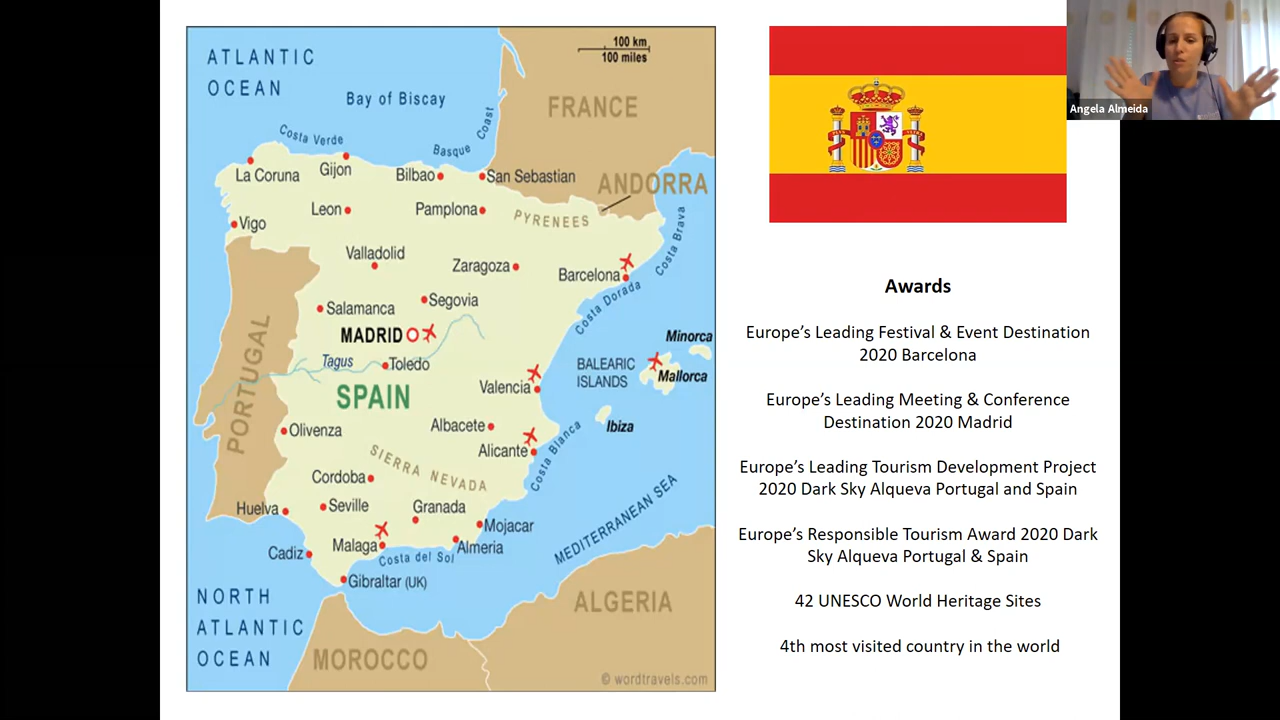 ATLANTIC
OCEAN
Bay of Biscay
100 km
100 miles
FRANCE
Costa Verde
Basque Coast
La Coruna
Gijon
Bilbao
San Sebastian
ANDORRA
Vigo
Leon
Pamplona
PYRENEES
Costa Brava
Valladolid
Zaragoza
Barcelona
Costa Dorada
Salamanca
Segovia
MADRID
Minorca
Tagus
Toledo
BALEARIC
ISLANDS
Mallorca
PORTUGAL
SPAIN
Valencia
Ibiza
Olivenza
Albacete
Alicante
Costa Blanca
SIERRA NEVADA
Cordoba
Huelva
Seville
Granada
Mojacar
MEDITERRANEAN SEA
Cadiz
Malaga
Almeria
Costa del Sol
Gibraltar (UK)
NORTH
ATLANTIC
OCEAN
ALGERIA
MOROCCO
© wordtravels.com
Angela Almeida
Awards
Europe’s Leading Festival & Event Destination
2020 Barcelona
Europe’s Leading Meeting & Conference
Destination 2020 Madrid
Europe’s Leading Tourism Development Project
2020 Dark Sky Alqueva Portugal and Spain
Europe’s Responsible Tourism Award 2020 Dark
Sky Alqueva Portugal & Spain
42 UNESCO World Heritage Sites
4th most visited country in the world